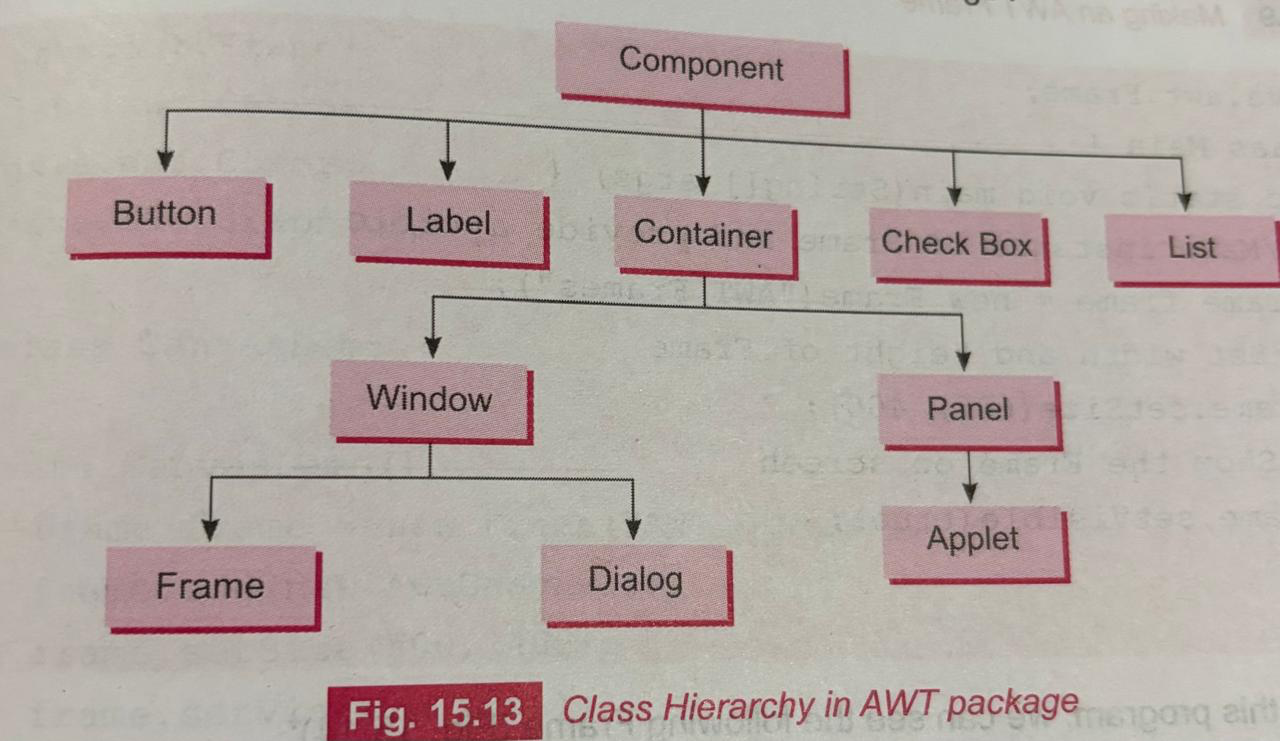 Component
Button
Label
Container
Check Box
List
Window
Panel
Frame
Dialog
Applet
Fig. 15.13 Class Hierarchy in AWT package